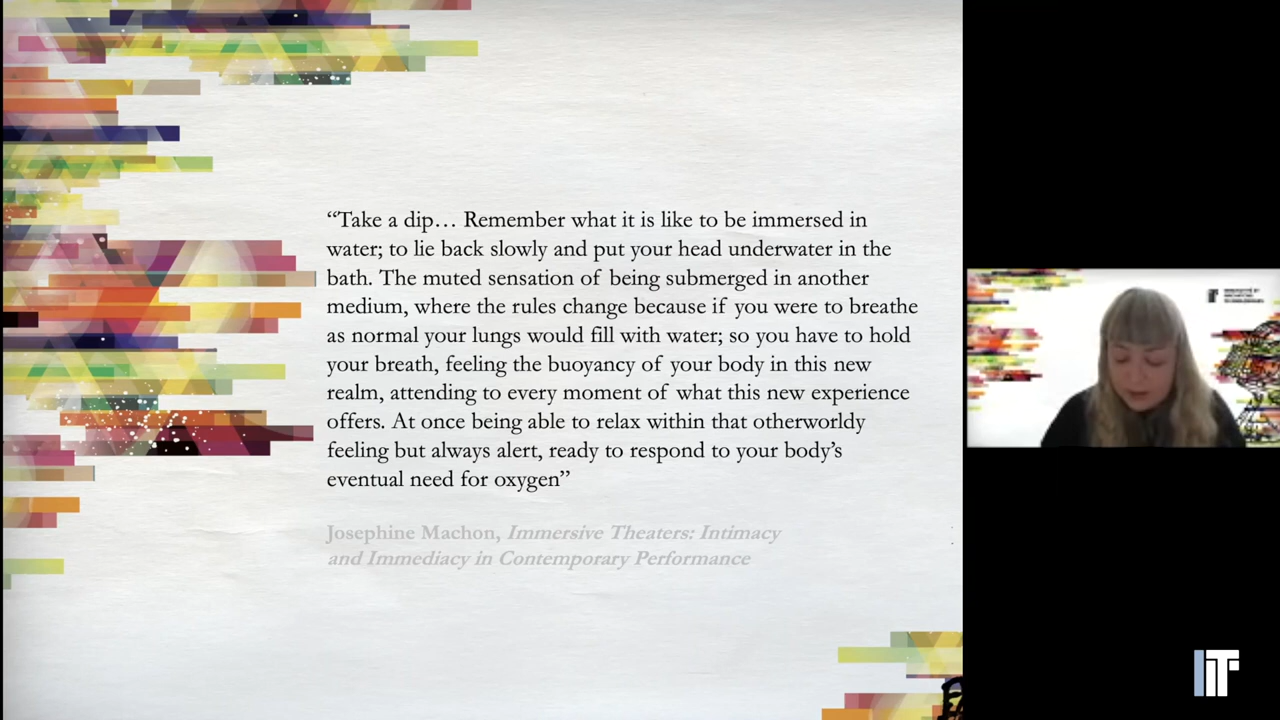 “Take a dip… Remember what it is like to be immersed in
water; to lie back slowly and put your head underwater in the
bath. The muted sensation of being submerged in another
medium, where the rules change because if you were to breathe
as normal your lungs would fill with water; so you have to hold
your breath, feeling the buoyancy of your body in this new
realm, attending to every moment of what this new experience
offers. At once being able to relax within that otherworldly
feeling but always alert, ready to respond to your body’s
eventual need for oxygen”
Josephine Machon, Immersive Theaters: Intimacy
and Immediacy in Contemporary Performance